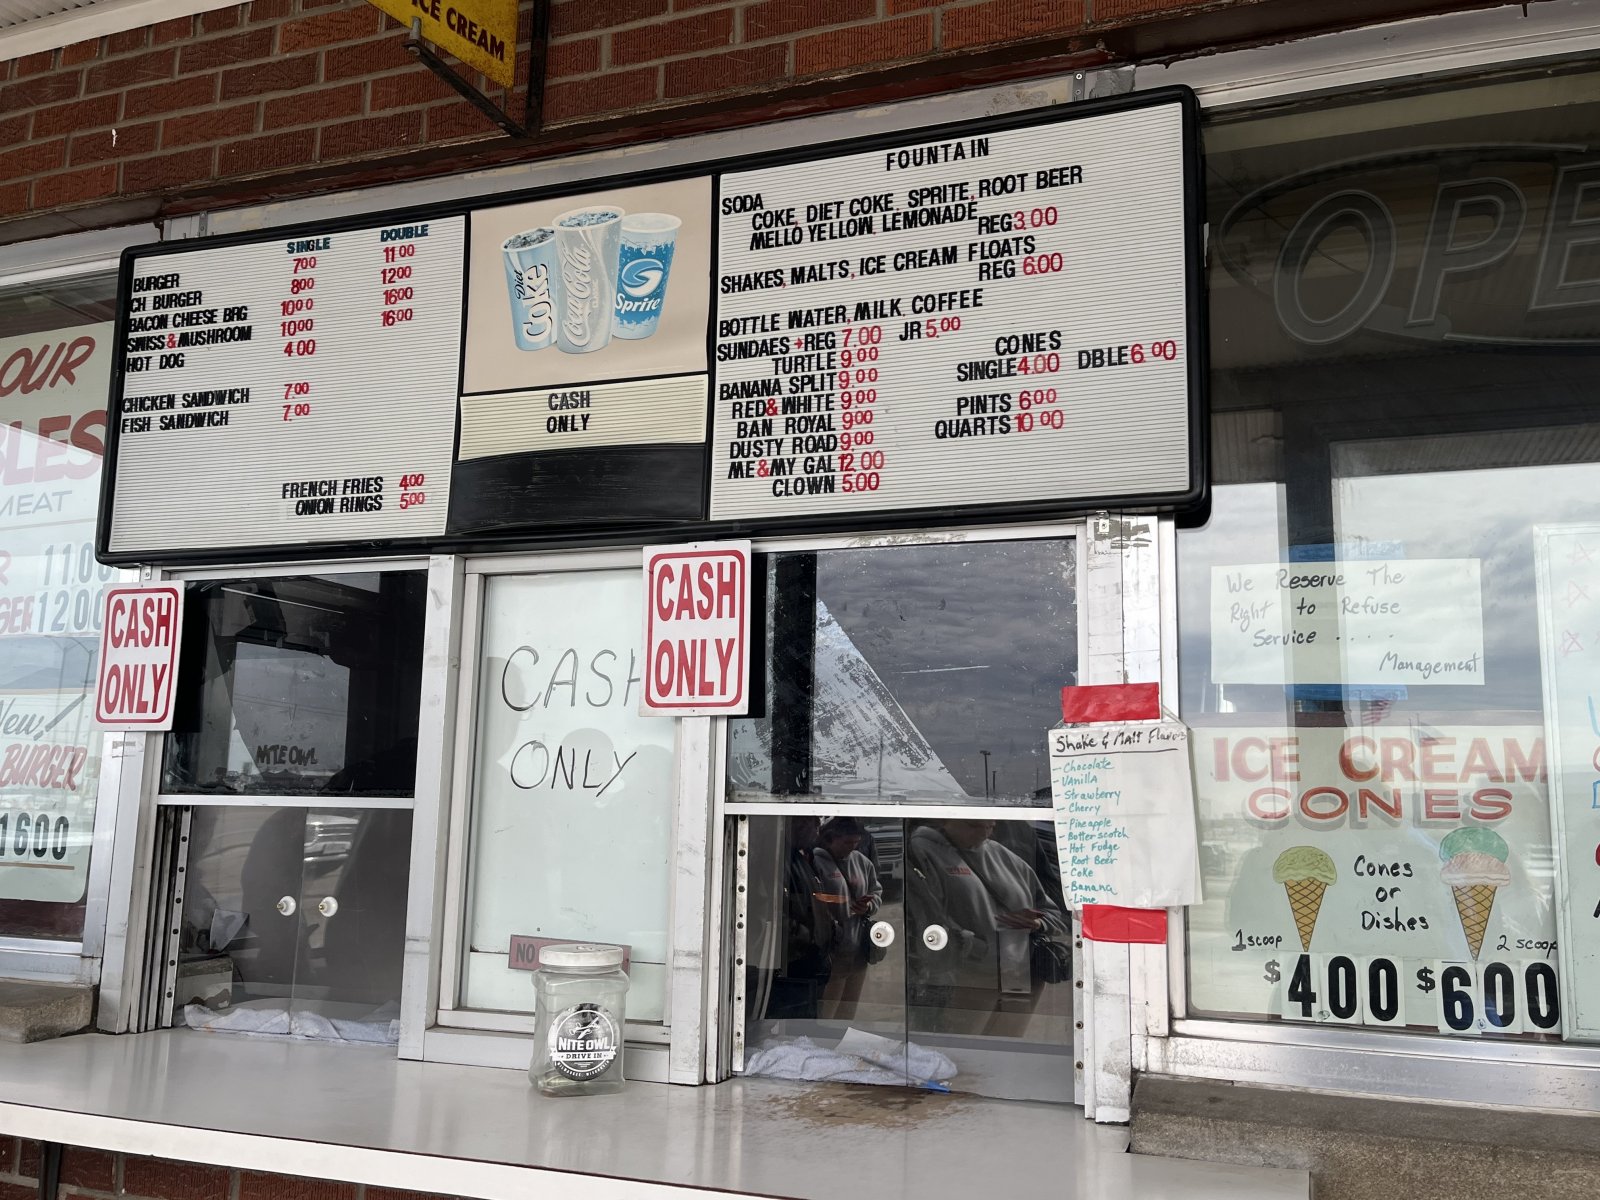 ICE CREAM
SINGLE DOUBLE
BURGER 7 00 11 00
CH BURGER 8 00 12 00
BACON CHEESE BRG 10 00 16 00
SWISS & MUSHROOM 10 00 16 00
HOT DOG 4 00
CHICKEN SANDWICH 7 00
FISH SANDWICH 7 00
FRENCH FRIES 4 00
ONION RINGS 5 00
Diet Coke
Coca-Cola
Sprite
CASH
ONLY
FOUNTAIN
SODA
COKE, DIET COKE, SPRITE, ROOT BEER
MELLO YELLOW, LEMONADE REG 3.00
SHAKES, MALTS, ICE CREAM FLOATS
REG 6.00
BOTTLE WATER, MILK, COFFEE
SUNDAES → REG 7.00 JR 5.00
TURTLE 9.00
BANANA SPLIT 9.00
RED & WHITE 9.00
BAN ROYAL 9 00
DUSTY ROAD 9.00
ME & MY GAL 12.00
CLOWN 5.00
CONES
SINGLE 4.00 DBLE 6.00
PINTS 6 00
QUARTS 10 00
OPE
OUR
BLES
MEAT
11.00
1200
New
BURGER
1600
CASH
ONLY
NITE OWL
CASH
ONLY
CASH
ONLY
NO
NITE OWL
DRIVE IN
Shake & Malt Flavors
- Chocolate
- Vanilla
- Strawberry
- Cherry
- Pineapple
- Butterscotch
- Hot Fudge
- Root Beer
- Coke
- Banana
- Lime
We Reserve The
Right to Refuse
Service .....
Management
ICE CREAM
CONES
Cones
or
Dishes
1 scoop 2 scoop
$400 $600